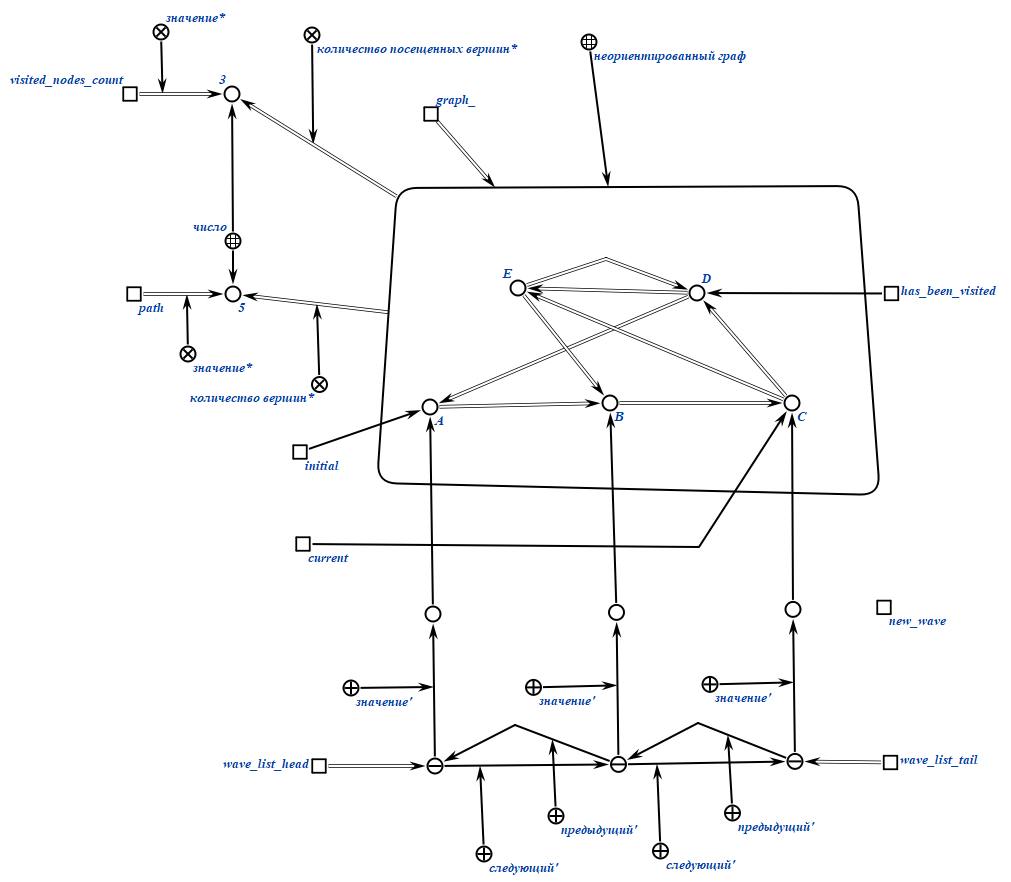 значение*
количество посещенных вершин*
неориентированный граф
visited_nodes_count
3
graph_
число
E
D
has_been_visited
path
5
значение*
количество вершин*
A
B
C
initial
current
new_wave
значение'
значение'
значение'
wave_list_head
wave_list_tail
предыдущий'
предыдущий'
следующий'
следующий'